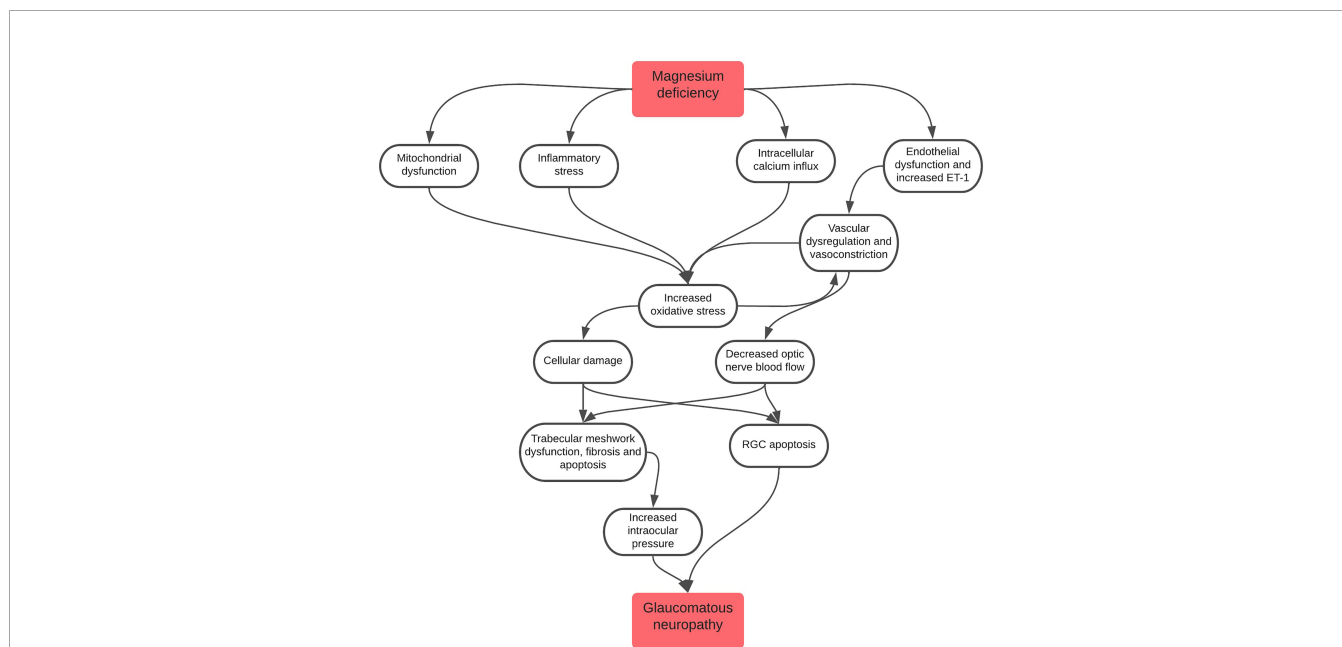 Magnesium
deficiency
Mitochondrial
dysfunction
Inflammatory
stress
Intracellular
calcium influx
Endothelial
dysfunction and
increased ET-1
Vascular
dysregulation and
vasoconstriction
Increased
oxidative stress
Cellular damage
Decreased optic
nerve blood flow
Trabecular meshwork
dysfunction, fibrosis and
apoptosis
RGC apoptosis
Increased
intraocular
pressure
Glaucomatous
neuropathy